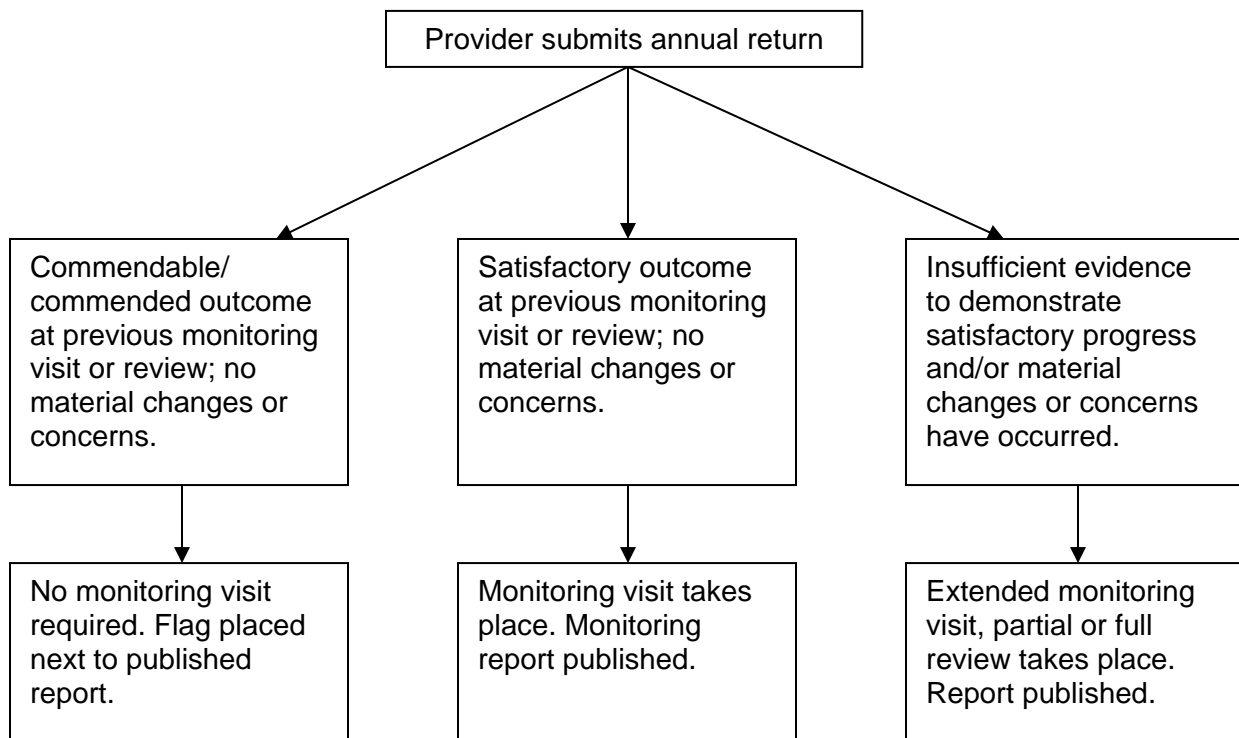 Provider submits annual return
Commendable/
commended outcome
at previous monitoring
visit or review; no
material changes or
concerns.
Satisfactory outcome
at previous monitoring
visit or review; no
material changes or
concerns.
Insufficient evidence
to demonstrate
satisfactory progress
and/or material
changes or concerns
have occurred.
No monitoring visit
required. Flag placed
next to published
report.
Monitoring visit takes
place. Monitoring
report published.
Extended monitoring
visit, partial or full
review takes place.
Report published.